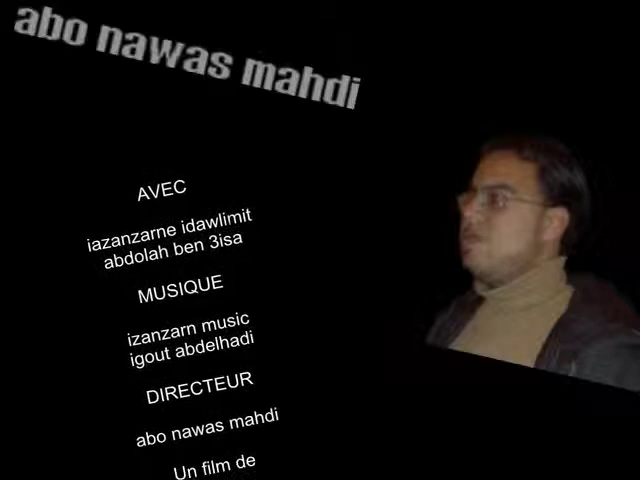 abo nawas mahdi
AVEC
iazanzarne idawlimit
abdolah ben 3isa
MUSIQUE
izanzarn music
igout abdelhadi
DIRECTEUR
abo nawas mahdi
Un film de